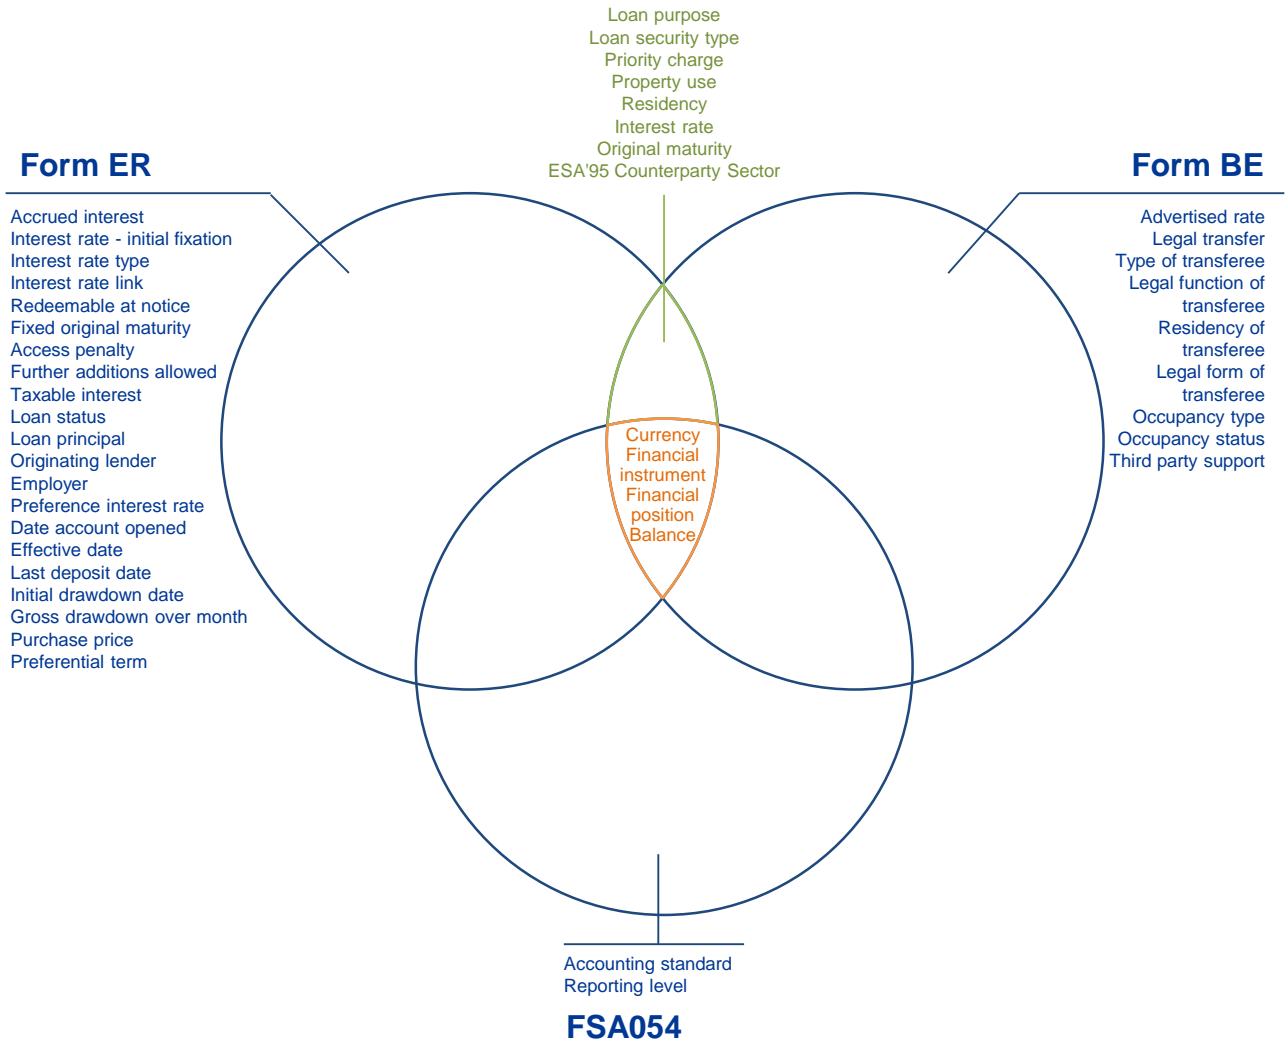 Loan purpose
Loan security type
Priority charge
Property use
Residency
Interest rate
Original maturity
ESA'95 Counterparty Sector
Form ER
Accrued interest
Interest rate - initial fixation
Interest rate type
Interest rate link
Redeemable at notice
Fixed original maturity
Access penalty
Further additions allowed
Taxable interest
Loan status
Loan principal
Originating lender
Employer
Preference interest rate
Date account opened
Effective date
Last deposit date
Initial drawdown date
Gross drawdown over month
Purchase price
Preferential term
Form BE
Advertised rate
Legal transfer
Type of transferee
Legal function of
transferee
Residency of
transferee
Legal form of
transferee
Occupancy type
Occupancy status
Third party support
Currency
Financial
instrument
Financial
position
Balance
Accounting standard
Reporting level
FSA054